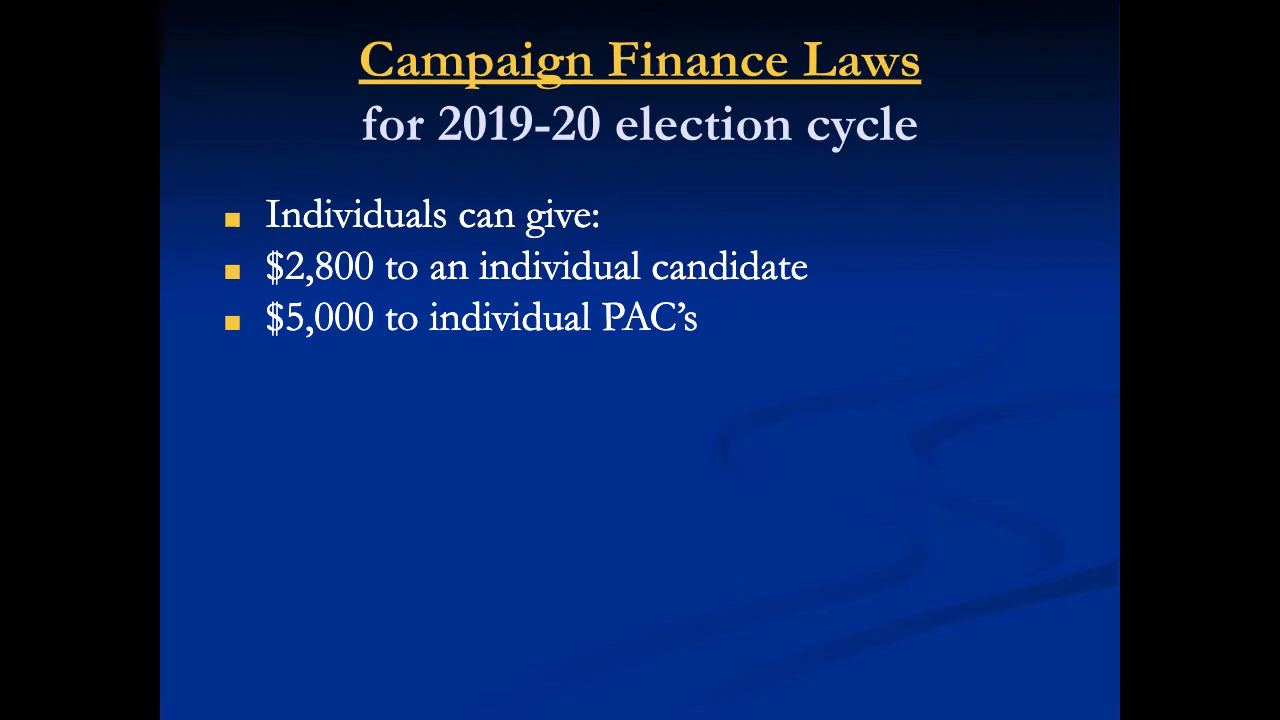 Campaign Finance Laws
for 2019-20 election cycle
Individuals can give:
$2,800 to an individual candidate
$5,000 to individual PAC’s